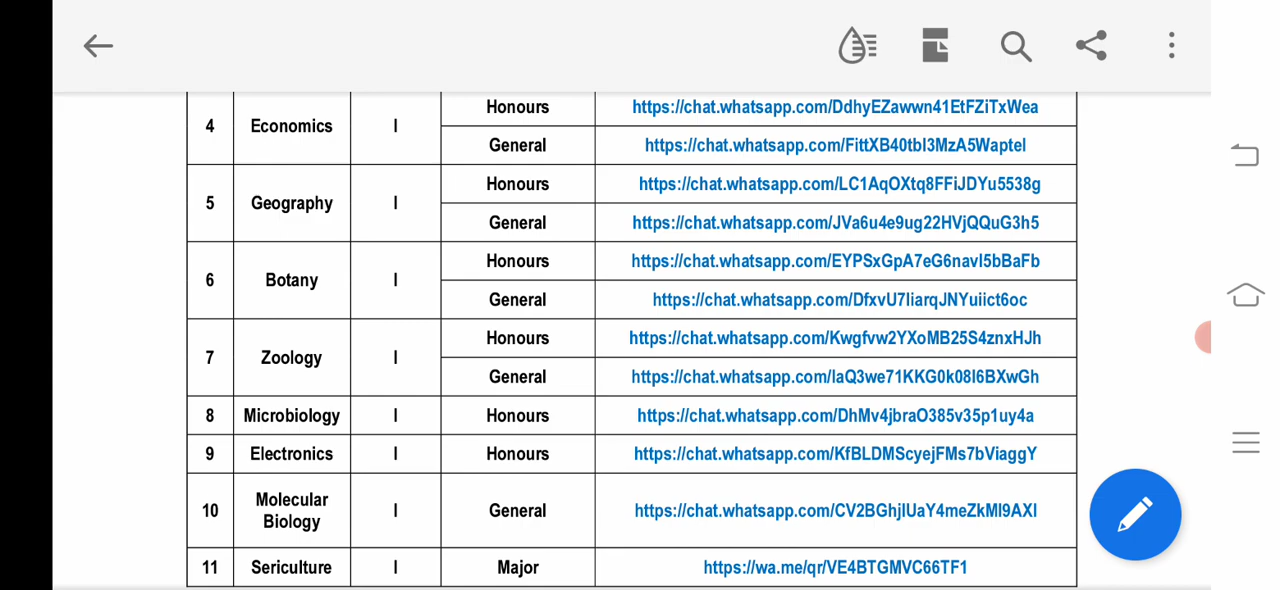 Honours https://chat.whatsapp.com/DdhyEZawwn41EtFZiTxWea
4 Economics I
General https://chat.whatsapp.com/FittXB40tbI3MzA5WapteI
Honours https://chat.whatsapp.com/LC1AqOXtq8FFiJDYu5538g
5 Geography I
General https://chat.whatsapp.com/JVa6u4e9ug22HVjQQuG3h5
Honours https://chat.whatsapp.com/EYPSxGpA7eG6navI5bBaFb
6 Botany I
General https://chat.whatsapp.com/DfxvU7IiarqJNYuiict6oc
Honours https://chat.whatsapp.com/Kwgfvw2YXoMB25S4znxHJh
7 Zoology I
General https://chat.whatsapp.com/IaQ3we71KKG0k08I6BXwGh
8 Microbiology I Honours https://chat.whatsapp.com/DhMv4jbraO385v35p1uy4a
9 Electronics I Honours https://chat.whatsapp.com/KfBLDMScyejFMs7bViaggY
10 Molecular Biology I General https://chat.whatsapp.com/CV2BGhjIUaY4meZkMI9AXI
11 Sericulture I Major https://wa.me/qr/VE4BTGMVC66TF1